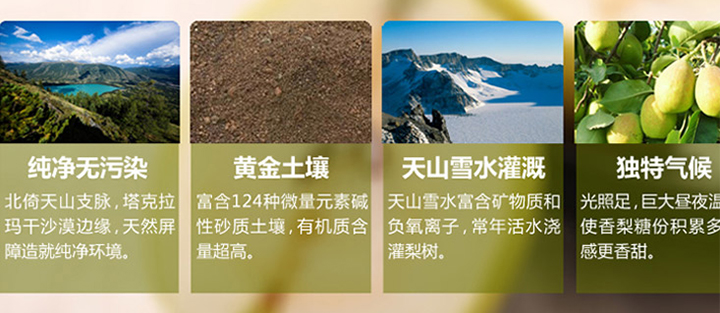 纯净无污染
北倚天山支脉，塔克拉
玛干沙漠边缘，天然屏
障造就纯净环境。
黄金土壤
富含124种微量元素碱
性砂质土壤，有机质含
量超高。
天山雪水灌溉
天山雪水富含矿物质和
负氧离子，常年活水浇
灌梨树。
独特气候
光照足，巨大昼夜温
使香梨糖份积累多
感更香甜。